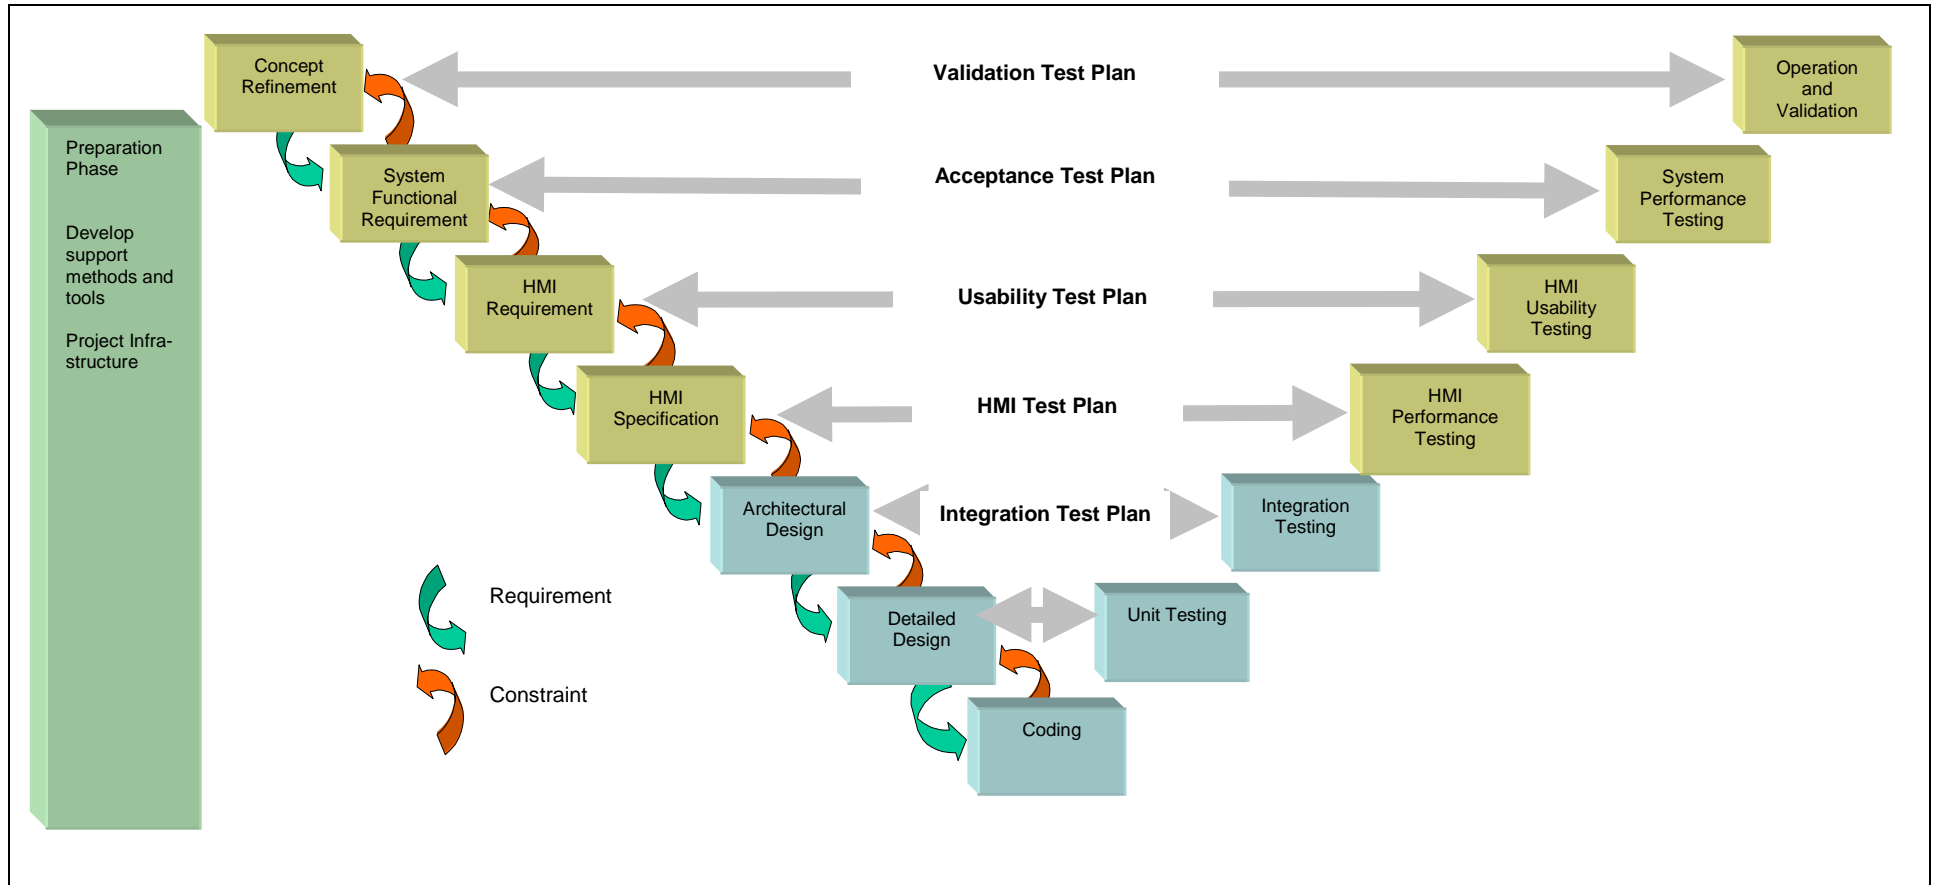 Concept
Refinement
Validation Test Plan
Operation
and
Validation
Preparation
Phase
Develop
support
methods and
tools
Project Infra-
structure
System
Functional
Requirement
Acceptance Test Plan
System
Performance
Testing
HMI
Requirement
Usability Test Plan
HMI
Usability
Testing
HMI
Specification
HMI Test Plan
HMI
Performance
Testing
Architectural
Design
Integration Test Plan
Integration
Testing
Requirement
Detailed
Design
Unit Testing
Constraint
Coding